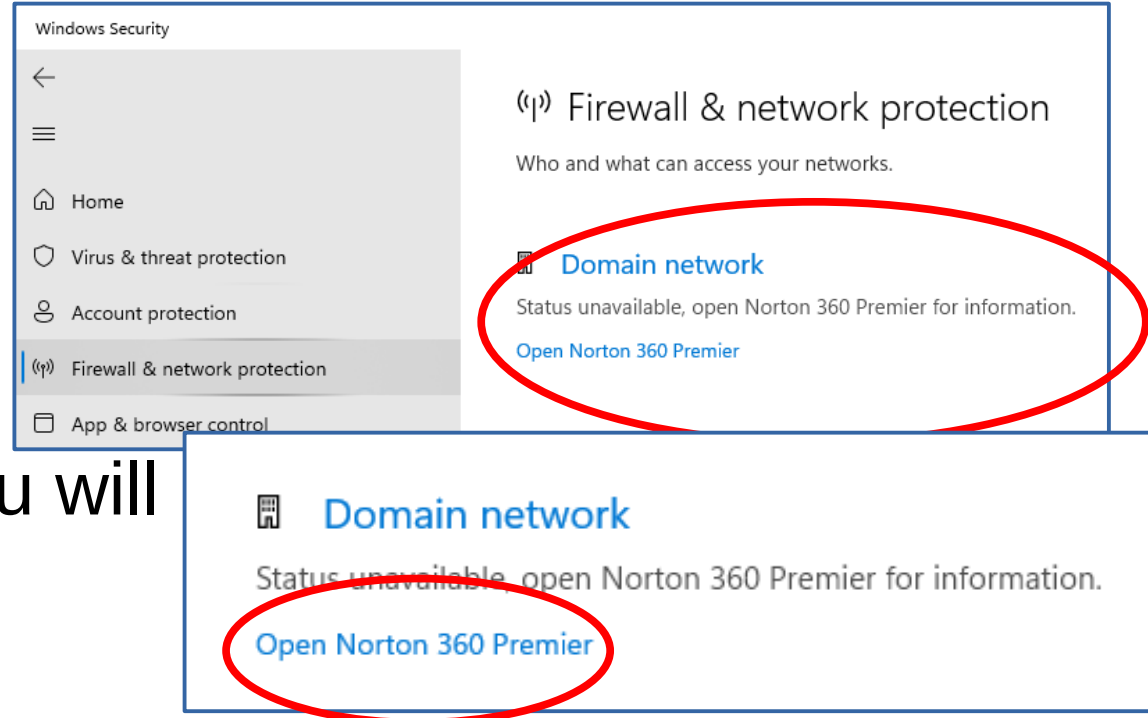 Windows Security
Home
Virus & threat protection
Account protection
Firewall & network protection
App & browser control
Firewall & network protection
Who and what can access your networks.
Domain network
Status unavailable, open Norton 360 Premier for information.
Open Norton 360 Premier
u will
Domain network
Status unavailable, open Norton 360 Premier for information.
Open Norton 360 Premier